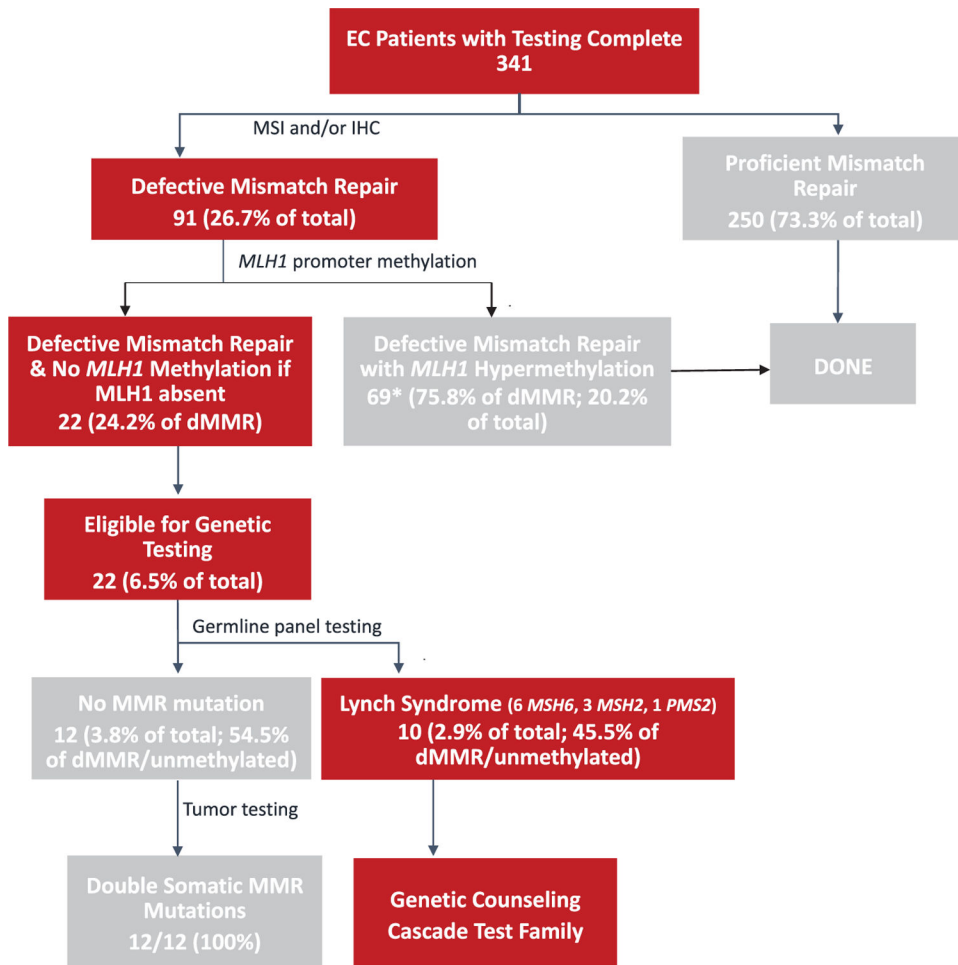 EC Patients with Testing Complete
341
MSI and/or IHC
Defective Mismatch Repair
91 (26.7% of total)
Proficient Mismatch
Repair
250 (73.3% of total)
MLH1 promoter methylation
Defective Mismatch Repair
& No MLH1 Methylation if
MLH1 absent
22 (24.2% of dMMR)
Defective Mismatch Repair
with MLH1 Hypermethylation
69* (75.8% of dMMR; 20.2%
of total)
DONE
Eligible for Genetic
Testing
22 (6.5% of total)
Germline panel testing
No MMR mutation
12 (3.8% of total; 54.5%
of dMMR/unmethylated)
Lynch Syndrome (6 MSH6, 3 MSH2, 1 PMS2)
10 (2.9% of total; 45.5% of
dMMR/unmethylated)
Tumor testing
Double Somatic MMR
Mutations
12/12 (100%)
Genetic Counseling
Cascade Test Family